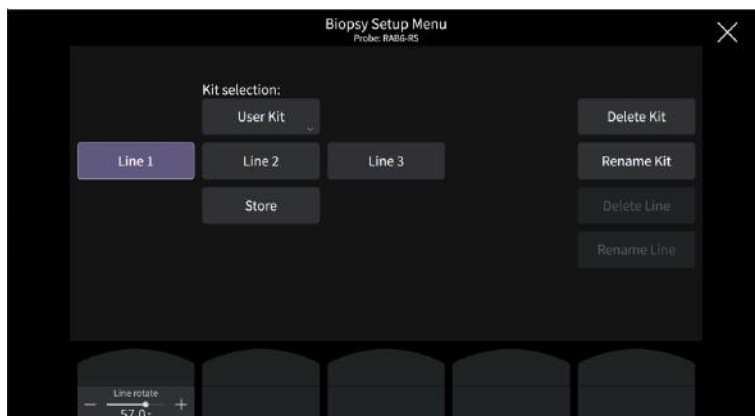 Biopsy Setup Menu
Probe: RAB6-RS
Kit selection:
User Kit
Delete Kit
Line 1
Line 2
Line 3
Rename Kit
Store
Delete Line
Rename Line
Line rotate
57.0